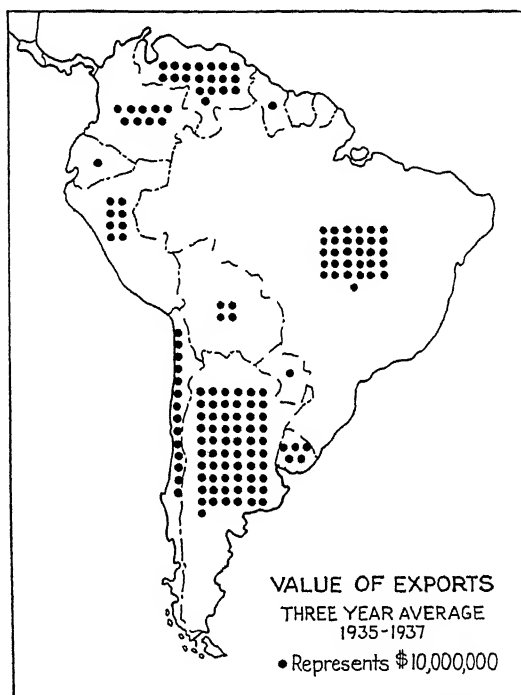 VALUE OF EXPORTS
THREE YEAR AVERAGE
1935-1937
• Represents $10,000,000